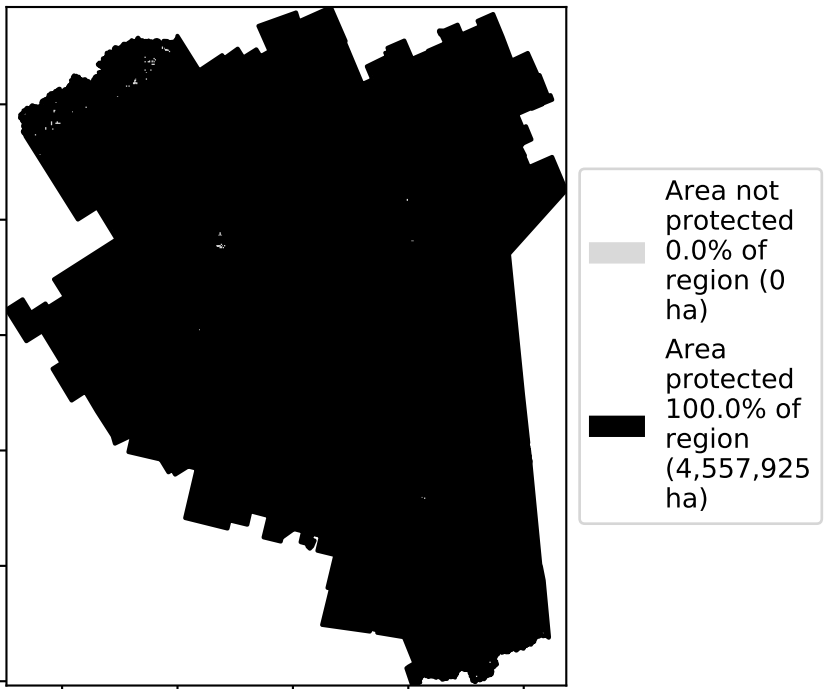 Area not
protected
0.0% of
region (0
ha)
Area
protected
100.0% of
region
(4,557,925
ha)